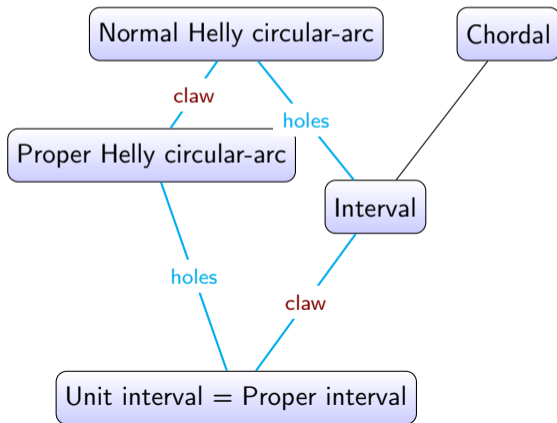 Normal Helly circular-arc
Chordal
claw
holes
Proper Helly circular-arc
Interval
holes
claw
Unit interval = Proper interval